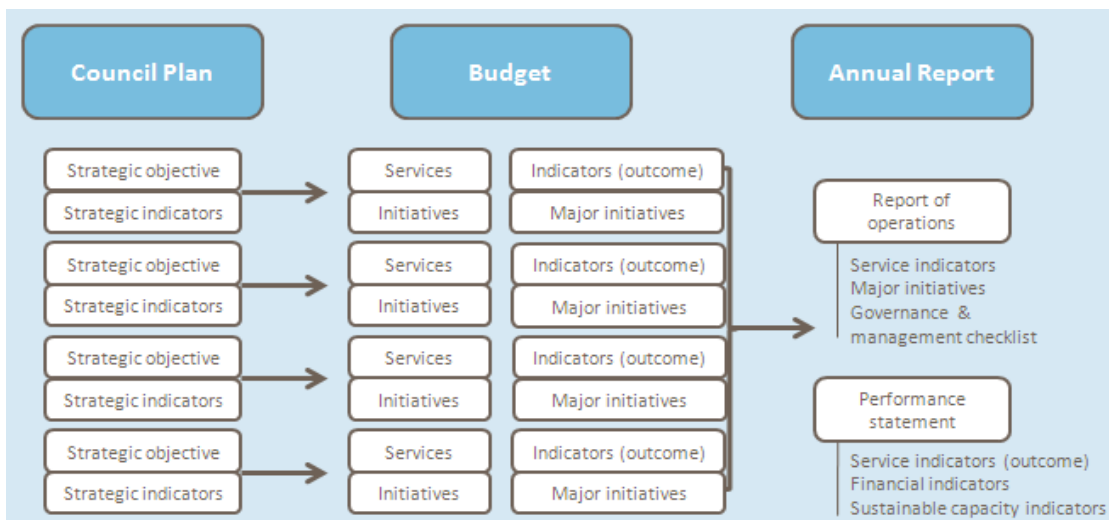 Council Plan
Budget
Annual Report
Strategic objective
Strategic indicators
Services
Initiatives
Indicators (outcome)
Major initiatives
Strategic objective
Strategic indicators
Services
Initiatives
Indicators (outcome)
Major initiatives
Strategic objective
Strategic indicators
Services
Initiatives
Indicators (outcome)
Major initiatives
Strategic objective
Strategic indicators
Services
Initiatives
Indicators (outcome)
Major initiatives
Report of
operations
Service indicators
Major initiatives
Governance &
management checklist
Performance
statement
Service indicators (outcome)
Financial indicators
Sustainable capacity indicators